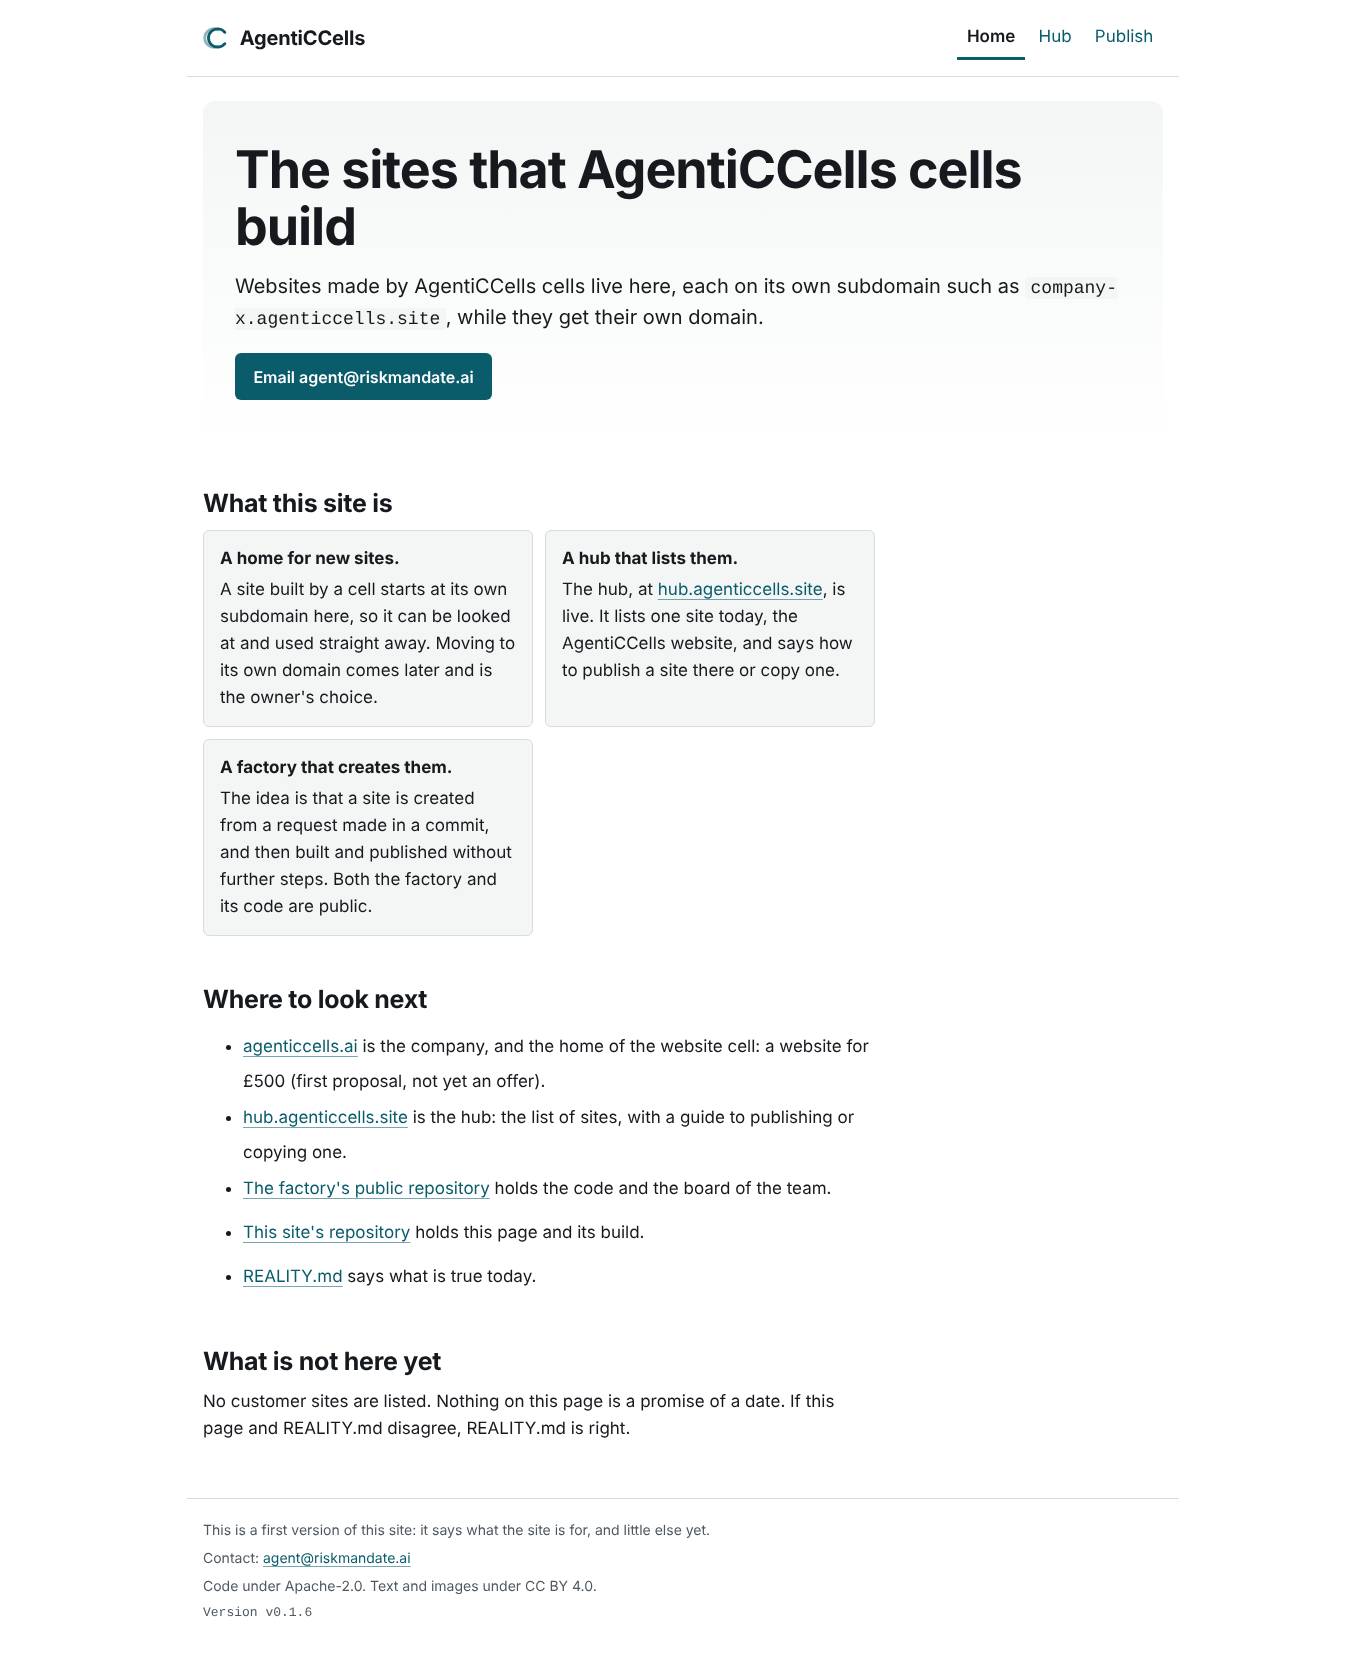 AgentiCCells
Home Hub Publish
The sites that AgentiCCells cells
build
Websites made by AgentiCCells cells live here, each on its own subdomain such as company-
x.agenticcells.site, while they get their own domain.
Email agent@riskmandate.ai
What this site is
A home for new sites.
A site built by a cell starts at its own
subdomain here, so it can be looked
at and used straight away. Moving to
its own domain comes later and is
the owner's choice.
A hub that lists them.
The hub, at hub.agenticcells.site, is
live. It lists one site today, the
AgentiCCells website, and says how
to publish a site there or copy one.
A factory that creates them.
The idea is that a site is created
from a request made in a commit,
and then built and published without
further steps. Both the factory and
its code are public.
Where to look next
• agenticcells.ai is the company, and the home of the website cell: a website for
£500 (first proposal, not yet an offer).
• hub.agenticcells.site is the hub: the list of sites, with a guide to publishing or
copying one.
• The factory's public repository holds the code and the board of the team.
• This site's repository holds this page and its build.
• REALITY.md says what is true today.
What is not here yet
No customer sites are listed. Nothing on this page is a promise of a date. If this
page and REALITY.md disagree, REALITY.md is right.
This is a first version of this site: it says what the site is for, and little else yet.
Contact: agent@riskmandate.ai
Code under Apache-2.0. Text and images under CC BY 4.0.
Version v0.1.6